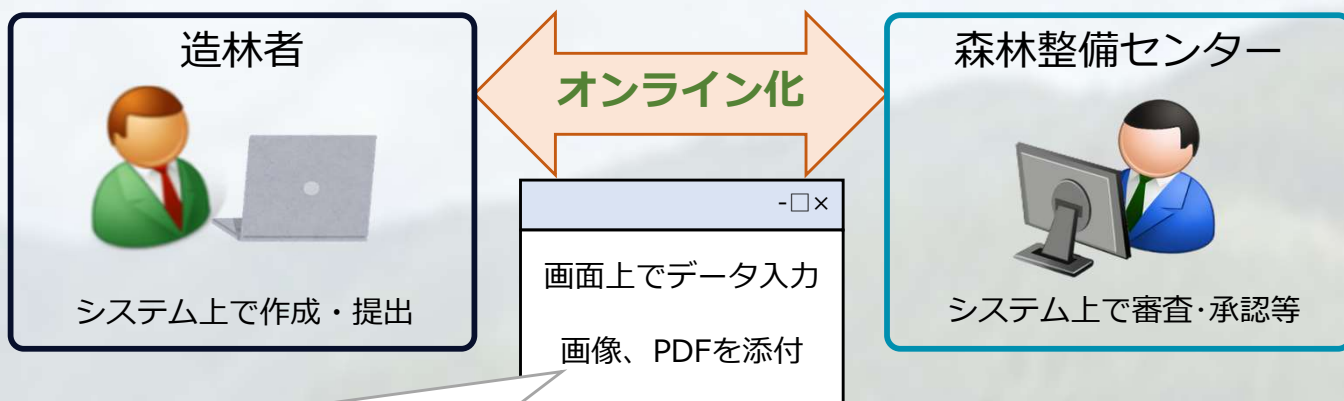 造林者
オンライン化
森林整備センター
-□×
画面上でデータ入力
画像、PDFを添付
システム上で作成・提出
システム上で審査･承認等